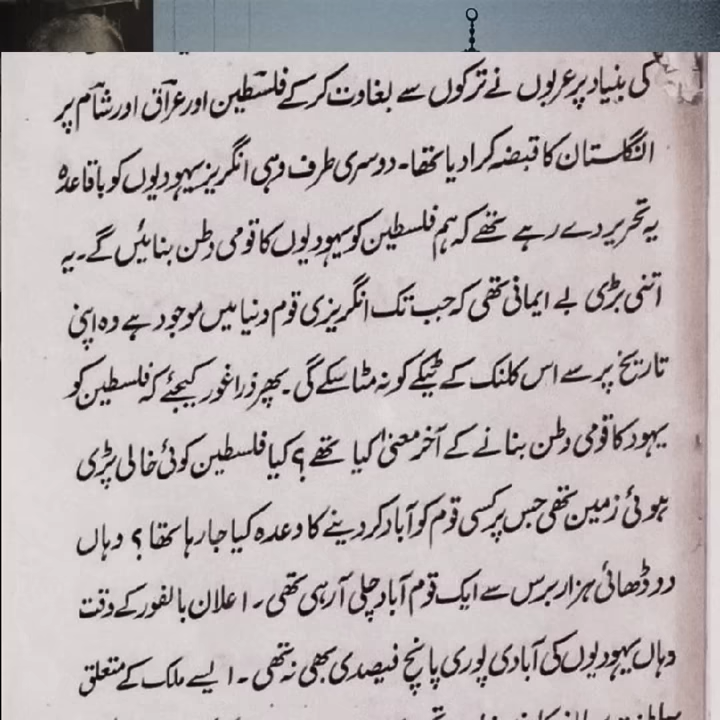 کی بنیاد پر عربوں نے ترکوں سے بغاوت کر کے فلسطین اور عراق اور شام پر
انگلستان کا قبضہ کرا دیا تھا۔ دوسری طرف وہی انگریز یہودیوں کو باقاعدہ
یہ تحریر دے رہے تھے کہ ہم فلسطین کو یہودیوں کا قومی وطن بنائیں گے۔ یہ
اتنی بڑی بے ایمانی تھی کہ جب تک انگریزی قوم دنیا میں موجود ہے وہ اپنی
تاریخ پر سے اس کلنک کے ٹیکے کو نہ مٹا سکے گی۔ پھر ذرا غور کیجئے کہ فلسطین کو
یہود کا قومی وطن بنانے کے آخر معنیٰ کیا تھے؟ کیا فلسطین کوئی خالی پڑی
ہوئی زمین تھی جس پر کسی قوم کو آباد کر دینے کا وعدہ کیا جا رہا تھا؟ وہاں
دو ڈھائی ہزار برس سے ایک قوم آباد چلی آ رہی تھی۔ اعلان بالفور کے وقت
وہاں یہودیوں کی آبادی پوری پانچ فیصدی بھی نہ تھی۔ ایسے ملک کے متعلق